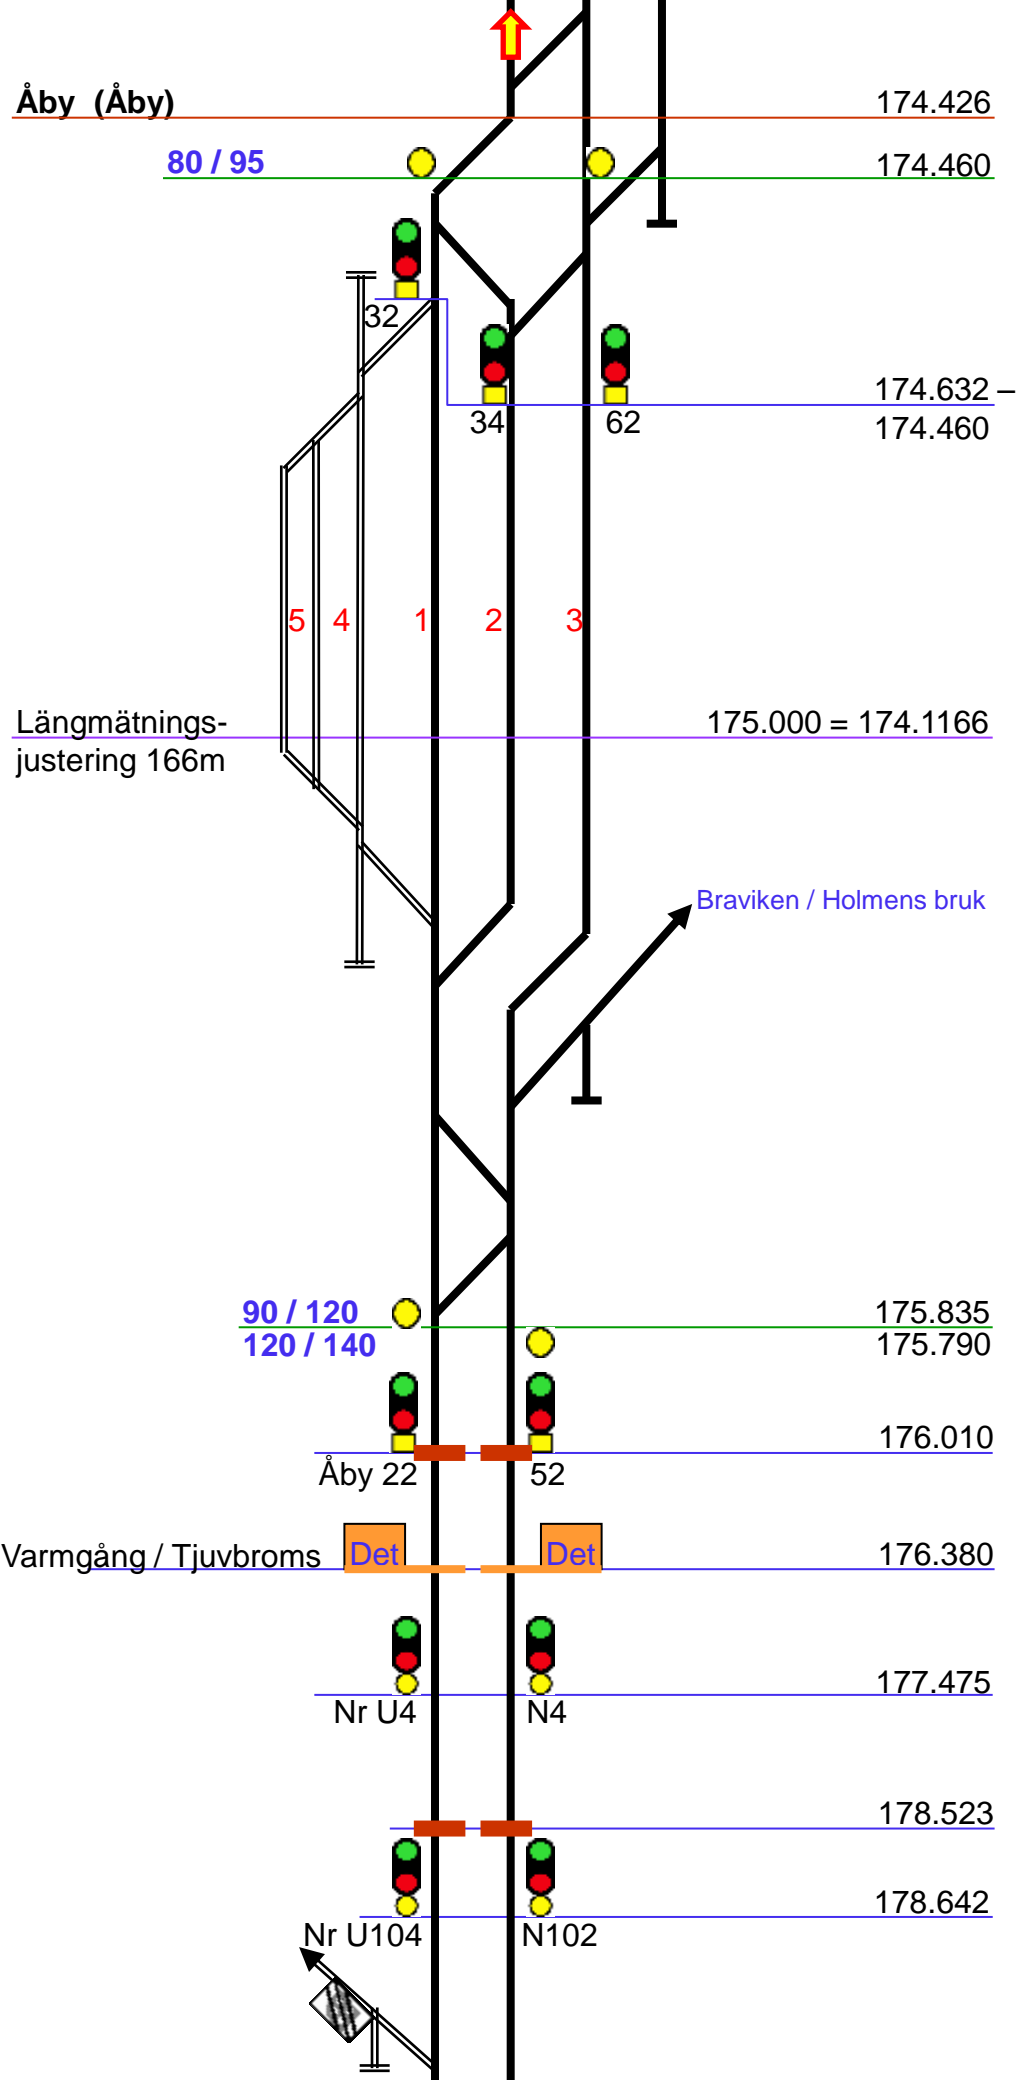 Åby (Åby)
174.426
80 / 95
174.460
32
34
62
174.632 –
174.460
5
4
1
2
3
Längmätnings-
justering 166m
175.000 = 174.1166
Braviken / Holmens bruk
90 / 120
175.835
120 / 140
175.790
176.010
Åby 22
52
Varmgång / Tjuvbroms
Det
Det
176.380
177.475
Nr U4
N4
178.523
178.642
Nr U104
N102